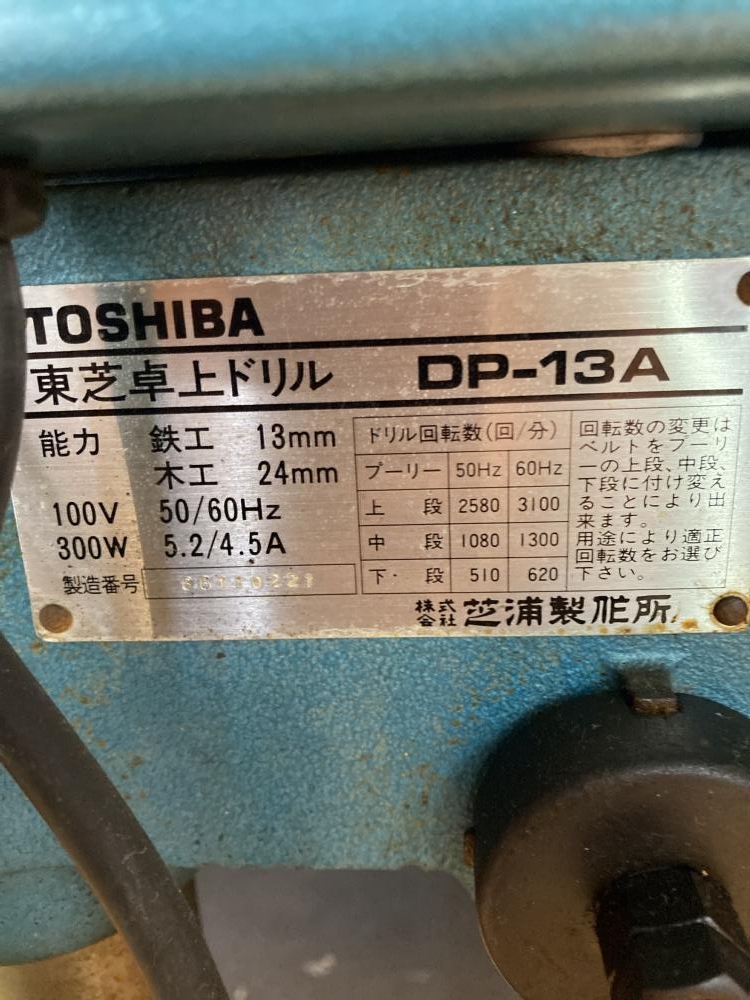 TOSHIBA
東芝卓上ドリル DP-13A
能力 鉄工 13mm
木工 24mm
100V 50/60Hz
300W 5.2/4.5A
製造番号
ドリル回転数(回/分)
プーリー 50Hz 60Hz
上段 2580 3100
中段 1080 1300
下段 510 620
回転数の変更は
ベルトをプーリ
ーの上段、中段、
下段に付け変え
ることにより出
来ます。
用途により適正
回転数をお選び
下さい。
株式会社 芝浦製作所